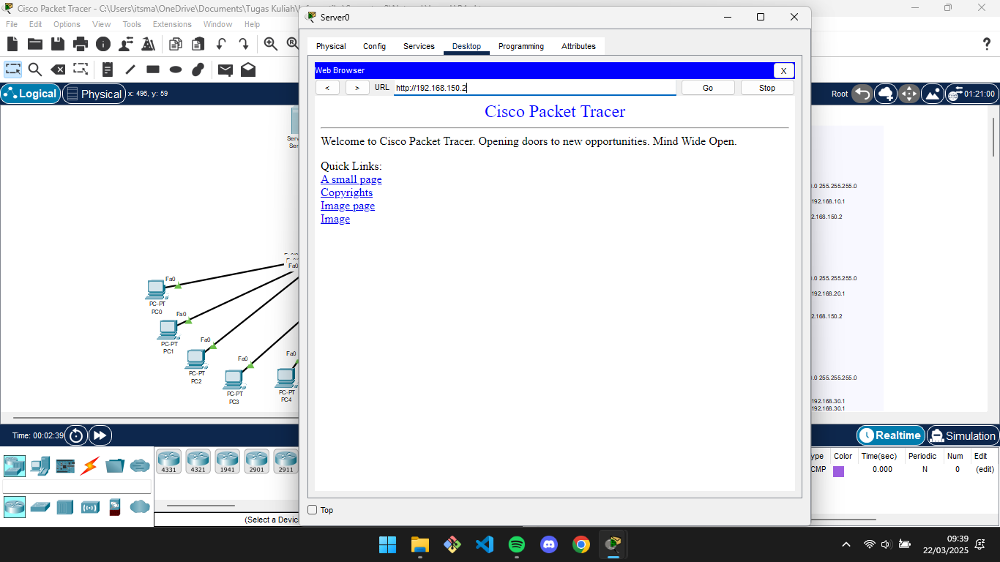 Cisco Packet Tracer - C:\Users\itsma\OneDrive\Documents\Tugas Kuliah\
File Edit Options View Tools Extensions Window Help
Logical
Physical
x: 496, y: 59
Root
01:21:00
Server0
Physical Config Services Desktop Programming Attributes
Web Browser
X
< > URL http://192.168.150.2 Go Stop
Cisco Packet Tracer
Welcome to Cisco Packet Tracer. Opening doors to new opportunities. Mind Wide Open.
Quick Links:
A small page
Copyrights
Image page
Image
Top
Serv
Ser
Fa0
Fa0
PC-PT
PC0
Fa0
PC-PT
PC1
Fa0
PC-PT
PC2
Fa0
PC-PT
PC3
Fa0
PC-PT
PC4
.0 255.255.255.0
192.168.10.1
2.168.150.2
.0 255.255.255.0
192.168.20.1
2.168.150.2
.0 255.255.255.0
192.168.30.1
192.168.30.1
Time: 00:02:39
Realtime
Simulation
4331 4321 1941 2901 2911
(Select a Devic
ype Color Time(sec) Periodic Num Edit
CMP 0.000 N 0 (edit)
09:39
22/03/2025